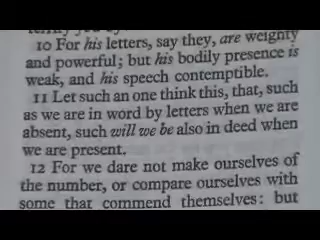 terrify you by
10 For his letters, say they, are weighty
and powerful; but his bodily presence is
weak, and his speech contemptible.
11 Let such an one think this, that, such
as we are in word by letters when we are
absent, such will we be also in deed when
we are present.
12 For we dare not make ourselves of
the number, or compare ourselves with
some that commend themselves: but